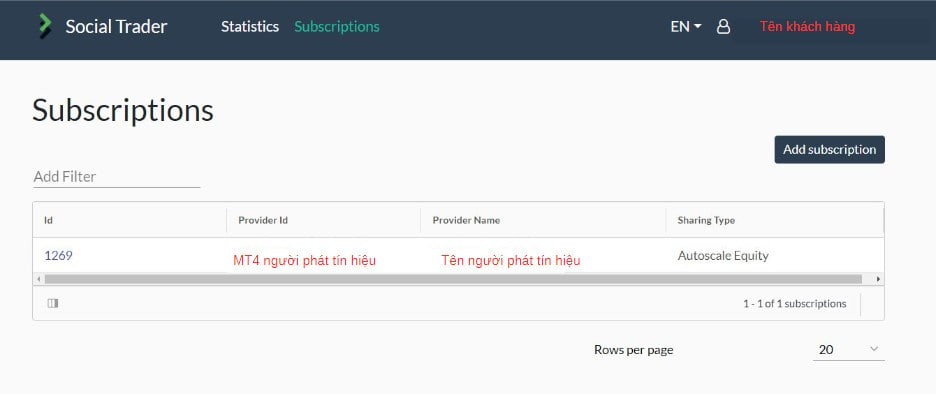 Social Trader Statistics Subscriptions EN Tên khách hàng
Subscriptions
Add subscription
Add Filter
Id Provider Id Provider Name Sharing Type
1269 MT4 người phát tín hiệu Tên người phát tín hiệu Autoscale Equity
1 - 1 of 1 subscriptions
Rows per page 20